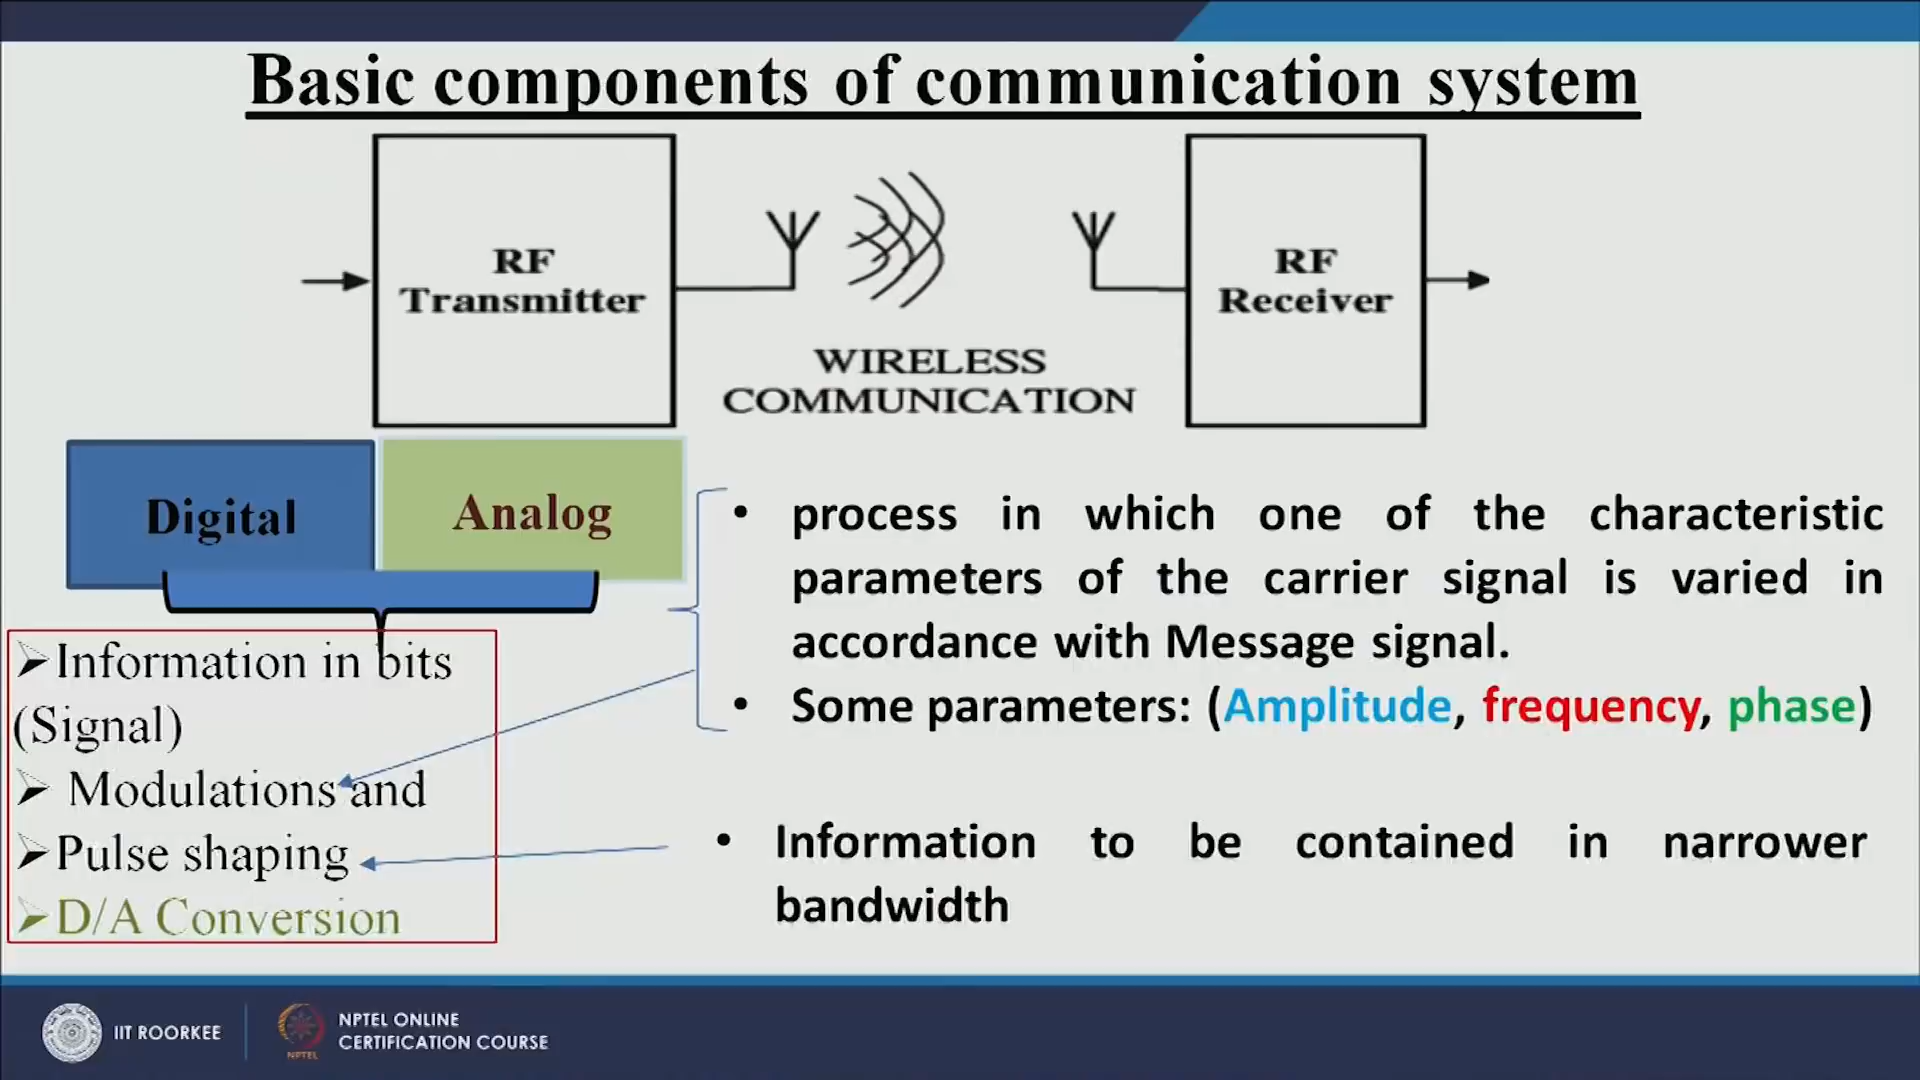 Basic components of communication system
RF
Transmitter
RF
Receiver
WIRELESS
COMMUNICATION
Digital
Analog
➢Information in bits
(Signal)
➢ Modulations and
➢Pulse shaping
➢D/A Conversion
• process in which one of the characteristic
parameters of the carrier signal is varied in
accordance with Message signal.
• Some parameters: (Amplitude, frequency, phase)
• Information to be contained in narrower
bandwidth
IIT ROORKEE
NPTEL
NPTEL ONLINE
CERTIFICATION COURSE